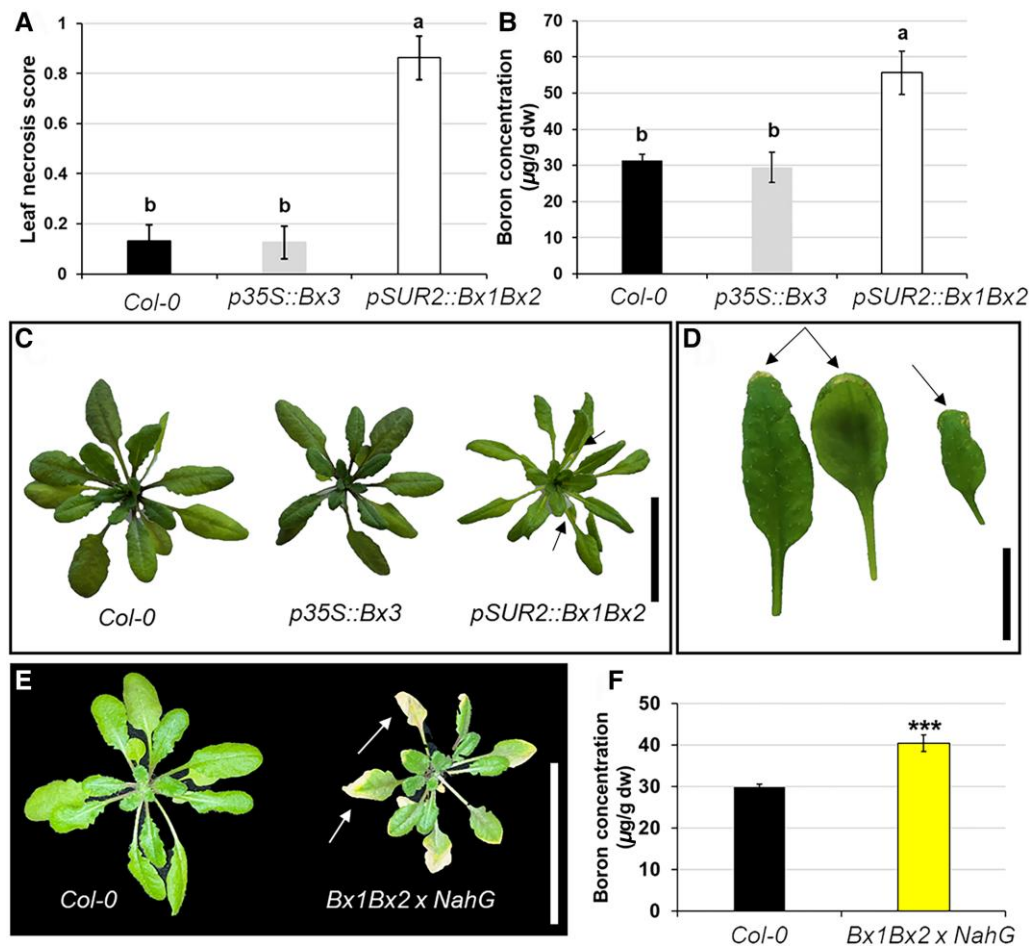 A
Leaf necrosis score
1
0.8
0.6
0.4
0.2
0
b
b
a
Col-0
p35S::Bx3
pSUR2::Bx1Bx2
B
Boron concentration
(µg/g dw)
70
60
50
40
30
20
10
0
b
b
a
Col-0
p35S::Bx3
pSUR2::Bx1Bx2
C
Col-0
p35S::Bx3
pSUR2::Bx1Bx2
D
E
Col-0
Bx1Bx2 x NahG
F
Boron concentration
(µg/g dw)
50
40
30
20
10
0
***
Col-0
Bx1Bx2 x NahG